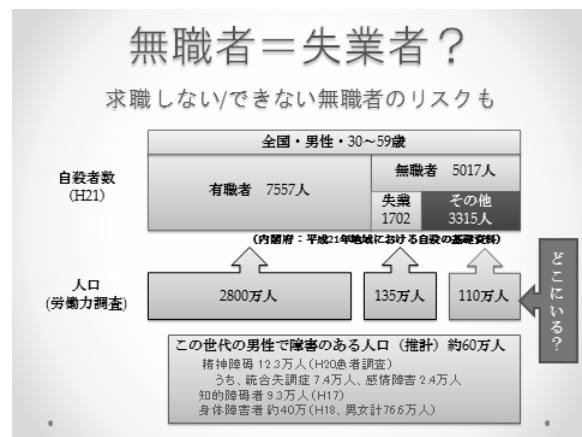 無職者＝失業者？
求職しない/できない無職者のリスクも
全国・男性・30～59歳
自殺者数
(H21)
有職者 7557人
無職者 5017人
失業
1702
その他
3315人
(内閣府：平成21年地域における自殺の基礎資料)
人口
(労働力調査)
2800万人
135万人
110万人
どこにいる？
この世代の男性で障害のある人口（推計）約60万人
精神障碍 12.3万人(H20患者調査)
うち、統合失調症 7.4万人、感情障害 2.4万人
知的障碍者 9.3万人(H17)
身体障害者 約40万(H18、男女計76.6万人)